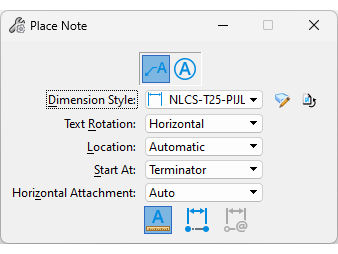 Place Note
A A
Dimension Style: NLCS-T25-PIJL
Text Rotation: Horizontal
Location: Automatic
Start At: Terminator
Horizontal Attachment: Auto
A @